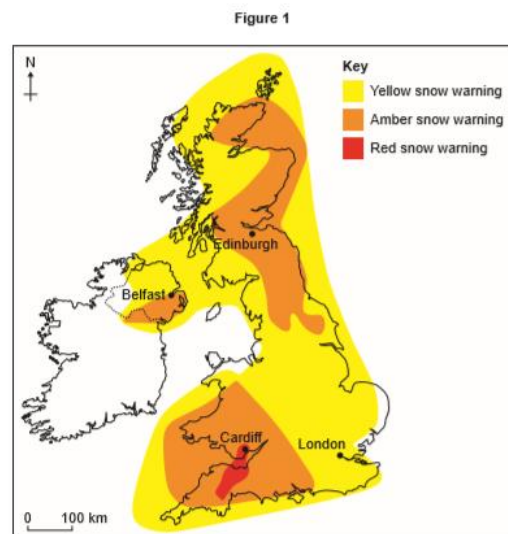 Figure 1
N
Key
Yellow snow warning
Amber snow warning
Red snow warning
Edinburgh
Belfast
Cardiff
London
0 100 km